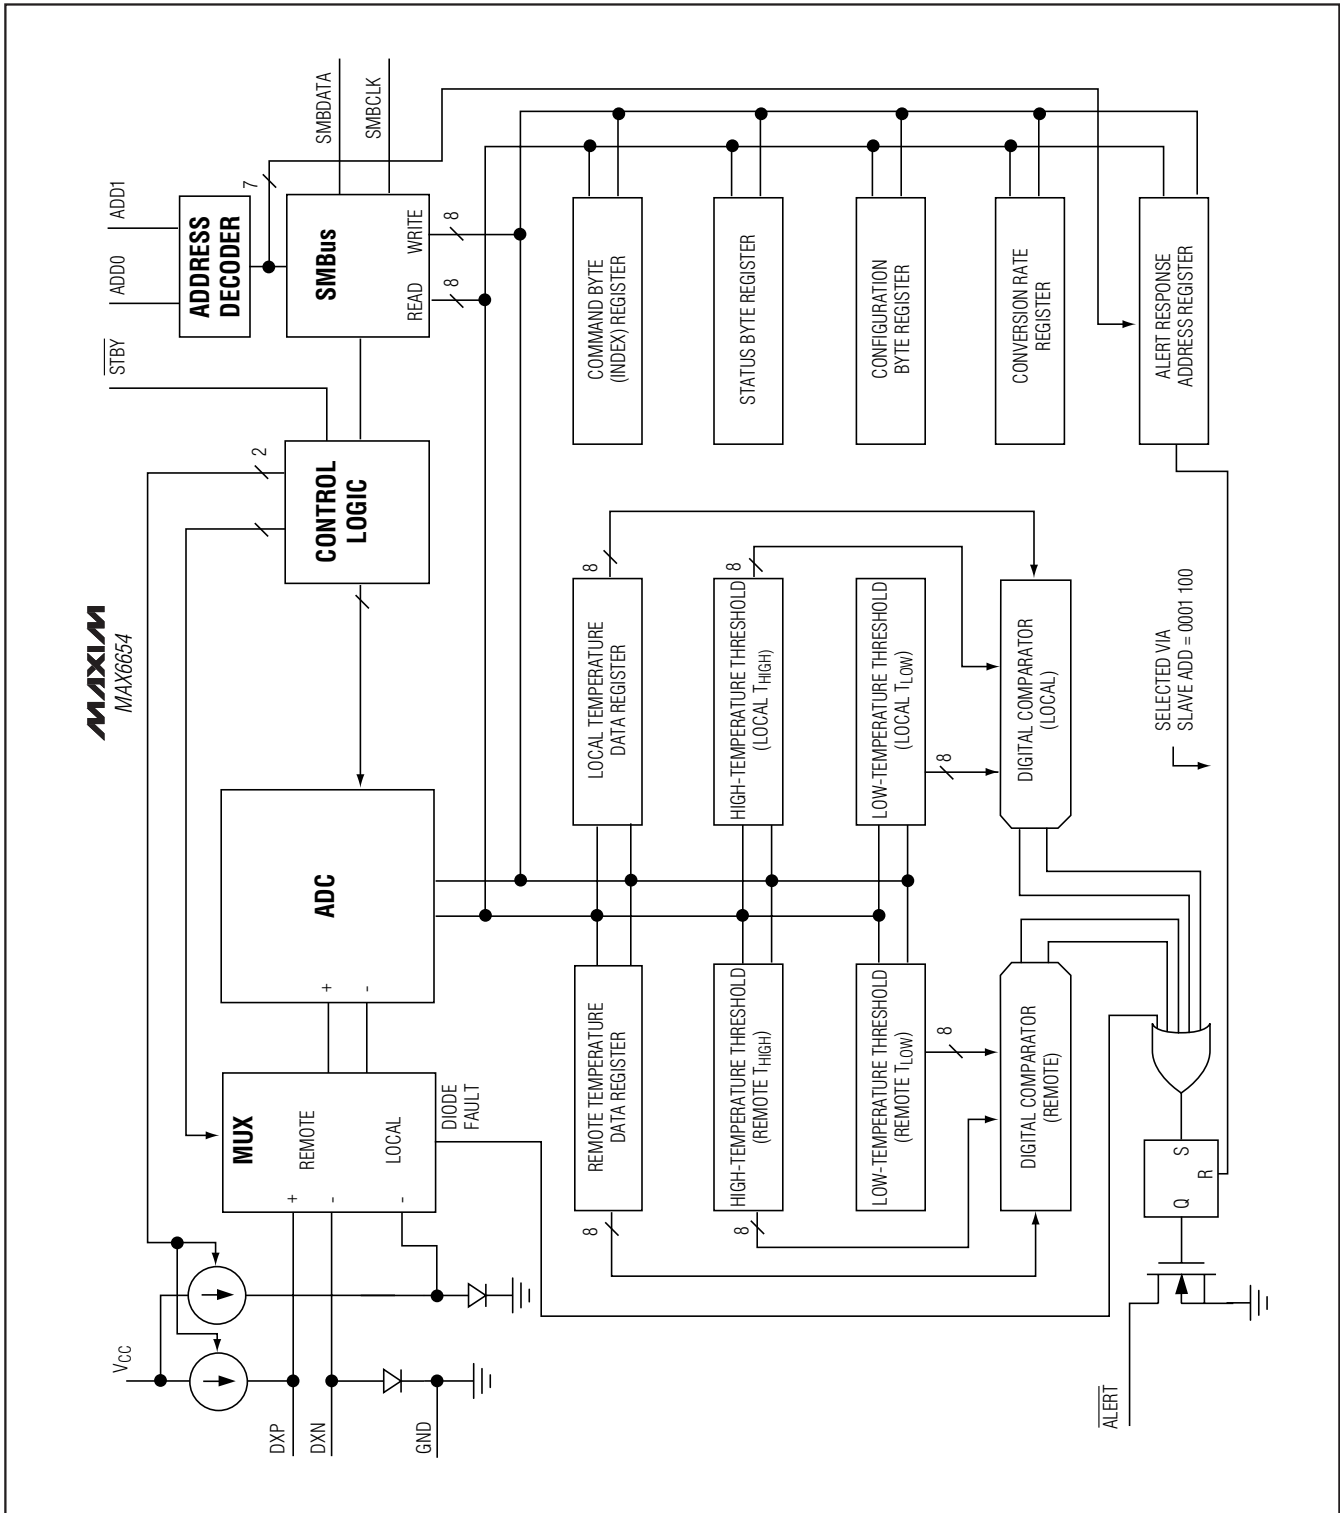 MAXIM
MAX6654
VCC
DXP
DXN
GND
+
-
-
MUX
REMOTE
LOCAL
DIODE
FAULT
+
-
ADC
CONTROL
LOGIC
2
STBY
ADD0
ADD1
ADDRESS
DECODER
7
SMBus
READ
WRITE
8
8
SMBDATA
SMBCLK
REMOTE TEMPERATURE
DATA REGISTER
8
LOCAL TEMPERATURE
DATA REGISTER
8
COMMAND BYTE
(INDEX) REGISTER
HIGH-TEMPERATURE THRESHOLD
(REMOTE THIGH)
8
HIGH-TEMPERATURE THRESHOLD
(LOCAL THIGH)
8
STATUS BYTE REGISTER
LOW-TEMPERATURE THRESHOLD
(REMOTE TLOW)
8
LOW-TEMPERATURE THRESHOLD
(LOCAL TLOW)
8
CONFIGURATION
BYTE REGISTER
DIGITAL COMPARATOR
(REMOTE)
DIGITAL COMPARATOR
(LOCAL)
CONVERSION RATE
REGISTER
ALERT
Q
S
R
SELECTED VIA
SLAVE ADD = 0001 100
ALERT RESPONSE
ADDRESS REGISTER